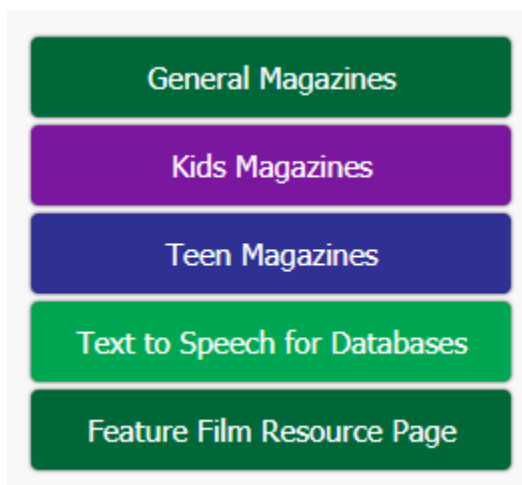 General Magazines
Kids Magazines
Teen Magazines
Text to Speech for Databases
Feature Film Resource Page